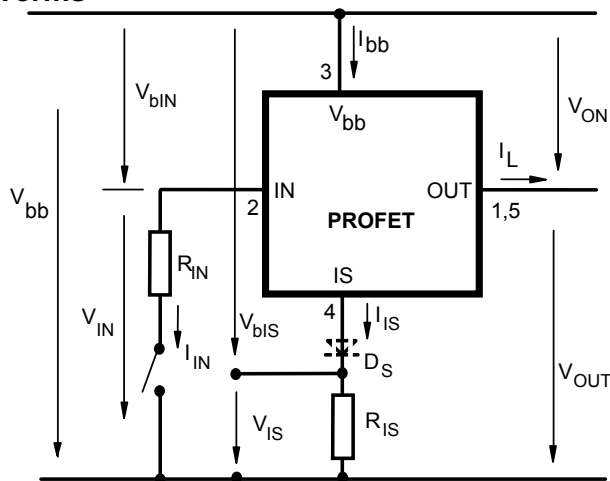 I_bb
3
V_bIN
V_bb
V_ON
I_L
V_bb
IN
OUT
2
PROFET
1,5
R_IN
IS
4
I_IS
V_IN
V_bIS
I_IN
D_S
V_OUT
V_IS
R_IS